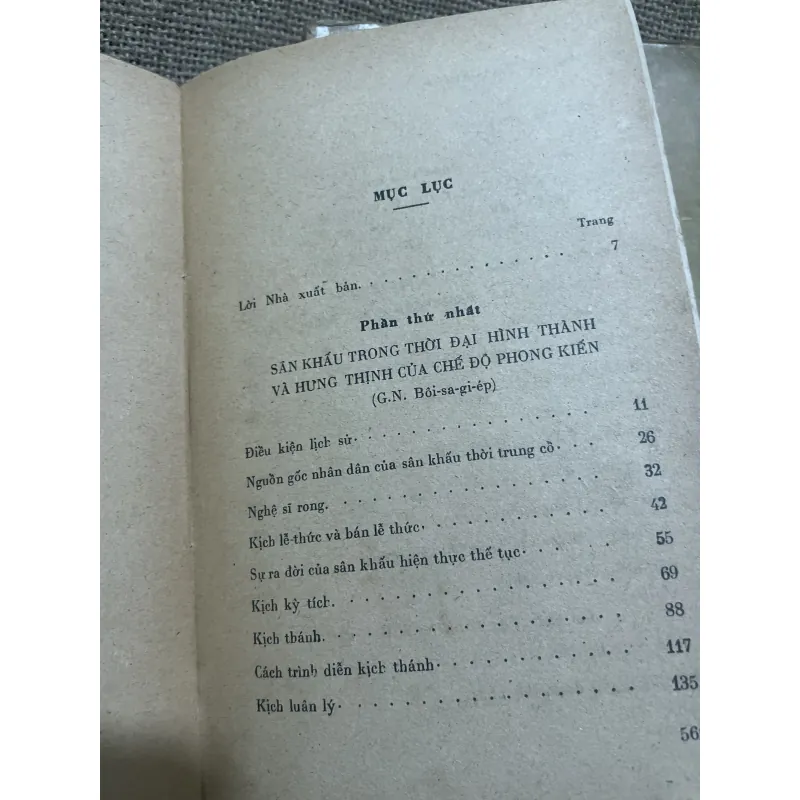 MỤC LỤC
Trang
Lời Nhà xuất bản. . . . . . . . . . . . . . 7
Phần thứ nhất
SÂN KHẤU TRONG THỜI ĐẠI HÌNH THÀNH
VÀ HƯNG THỊNH CỦA CHẾ ĐỘ PHONG KIẾN
(G.N. Bôi-sa-gi-ép)
Điều kiện lịch sử. . . . . . . . . . . . . . 11
Nguồn gốc nhân dân của sân khấu thời trung cổ. . . 26
Nghệ sĩ rong. . . . . . . . . . . . . . . . 32
Kịch lễ-thức và bán lễ thức. . . . . . . . . . 42
Sự ra đời của sân khấu hiện thực thế tục. . . . . 55
Kịch kỳ tích. . . . . . . . . . . . . . . . 69
Kịch thánh. . . . . . . . . . . . . . . . . 88
Cách trình diễn kịch thánh. . . . . . . . . . 117
Kịch luân lý. . . . . . . . . . . . . . . . 135
56